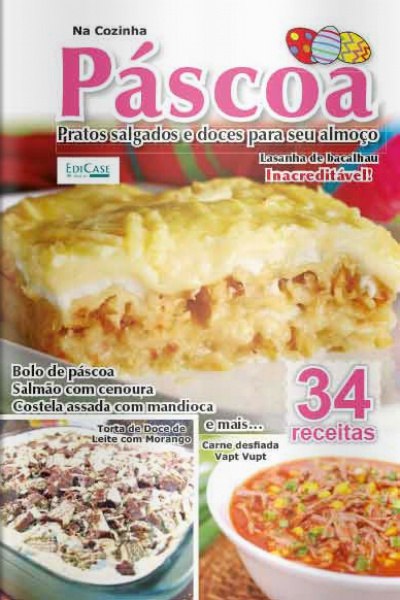 Na Cozinha
Páscoa
Pratos salgados e doces para seu almoço
Lasanha de bacalhau
Inacreditável!
EdiCase
Bolo de páscoa
Salmão com cenoura
Costela assada com mandioca
e mais...
34
receitas
Torta de Doce de
Leite com Morango
Carne desfiada
Vapt Vupt